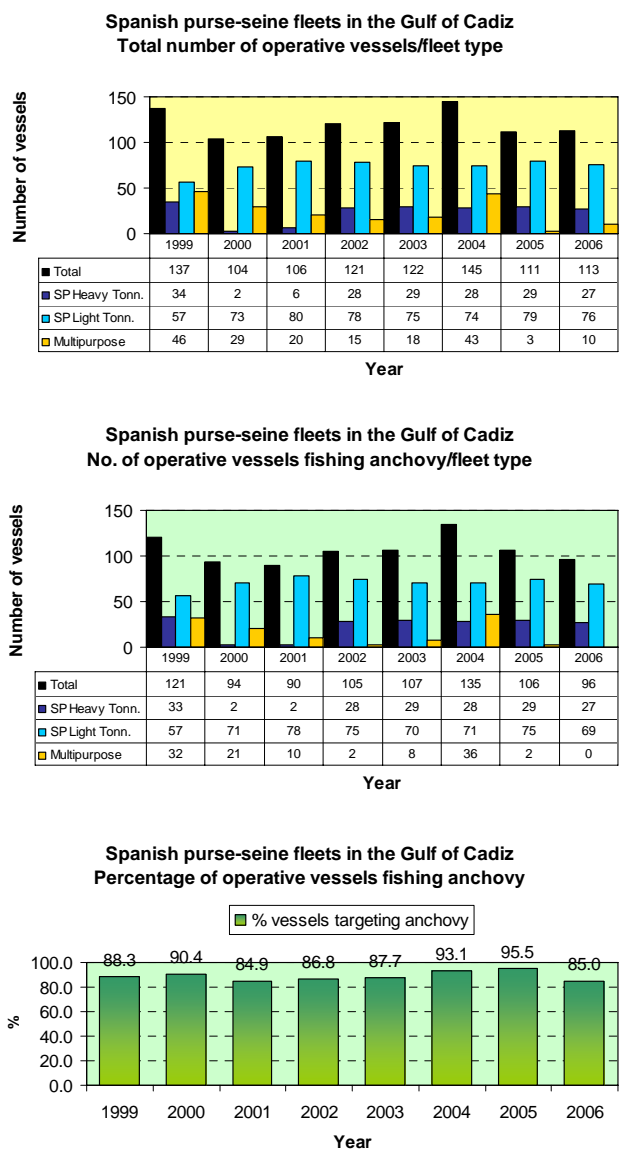 Spanish purse-seine fleets in the Gulf of Cadiz
Total number of operative vessels/fleet type
Number of vessels
150
100
50
0
1999 2000 2001 2002 2003 2004 2005 2006
Total 137 104 106 121 122 145 111 113
SP Heavy Tonn. 34 2 6 28 29 28 29 27
SP Light Tonn. 57 73 80 78 75 74 79 76
Multipurpose 46 29 20 15 18 43 3 10
Year
Spanish purse-seine fleets in the Gulf of Cadiz
No. of operative vessels fishing anchovy/fleet type
Number of vessels
150
100
50
0
1999 2000 2001 2002 2003 2004 2005 2006
Total 121 94 90 105 107 135 106 96
SP Heavy Tonn. 33 2 2 28 29 28 29 27
SP Light Tonn. 57 71 78 75 70 71 75 69
Multipurpose 32 21 10 2 8 36 2 0
Year
Spanish purse-seine fleets in the Gulf of Cadiz
Percentage of operative vessels fishing anchovy
% vessels targeting anchovy
88.3 90.4 84.9 86.8 87.7 93.1 95.5 85.0
%
100.0
80.0
60.0
40.0
20.0
0.0
1999 2000 2001 2002 2003 2004 2005 2006
Year